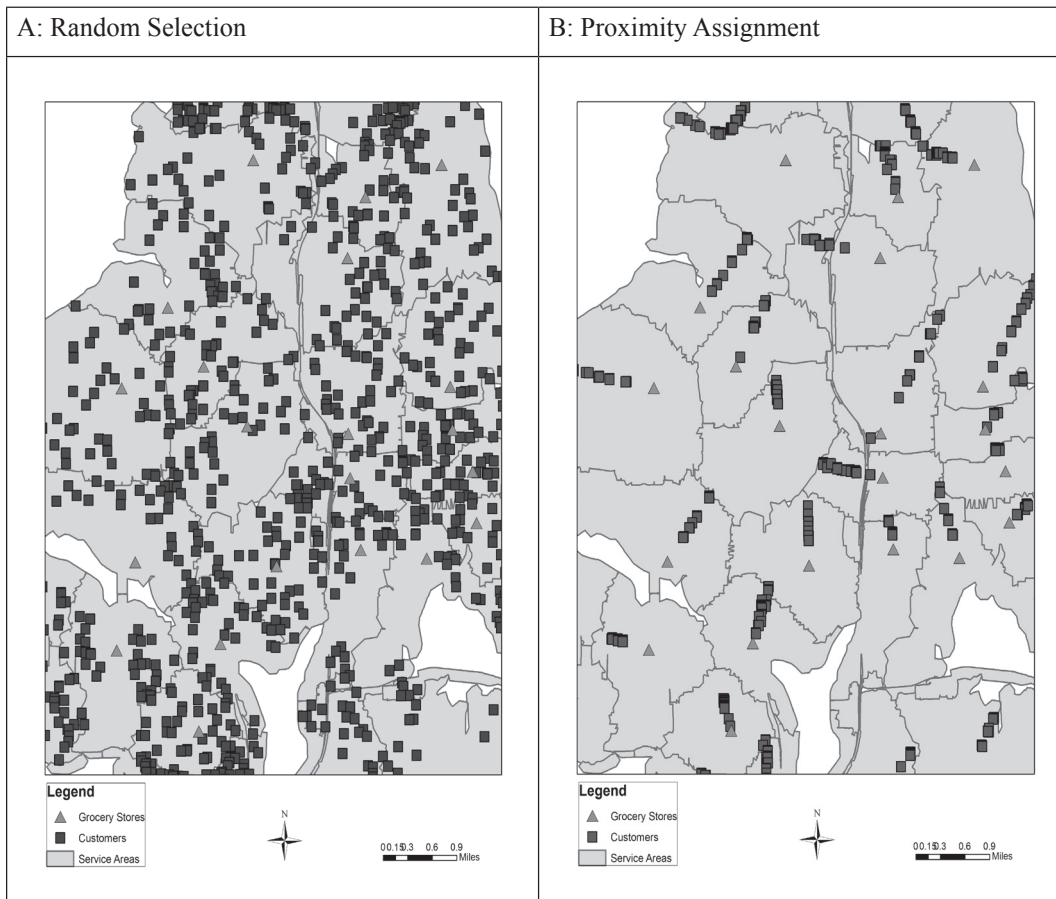 A: Random Selection
B: Proximity Assignment
Legend
Grocery Stores
Customers
Service Areas
N
0 0.15 0.3 0.6 0.9
Miles
Legend
Grocery Stores
Customers
Service Areas
N
0 0.15 0.3 0.6 0.9
Miles